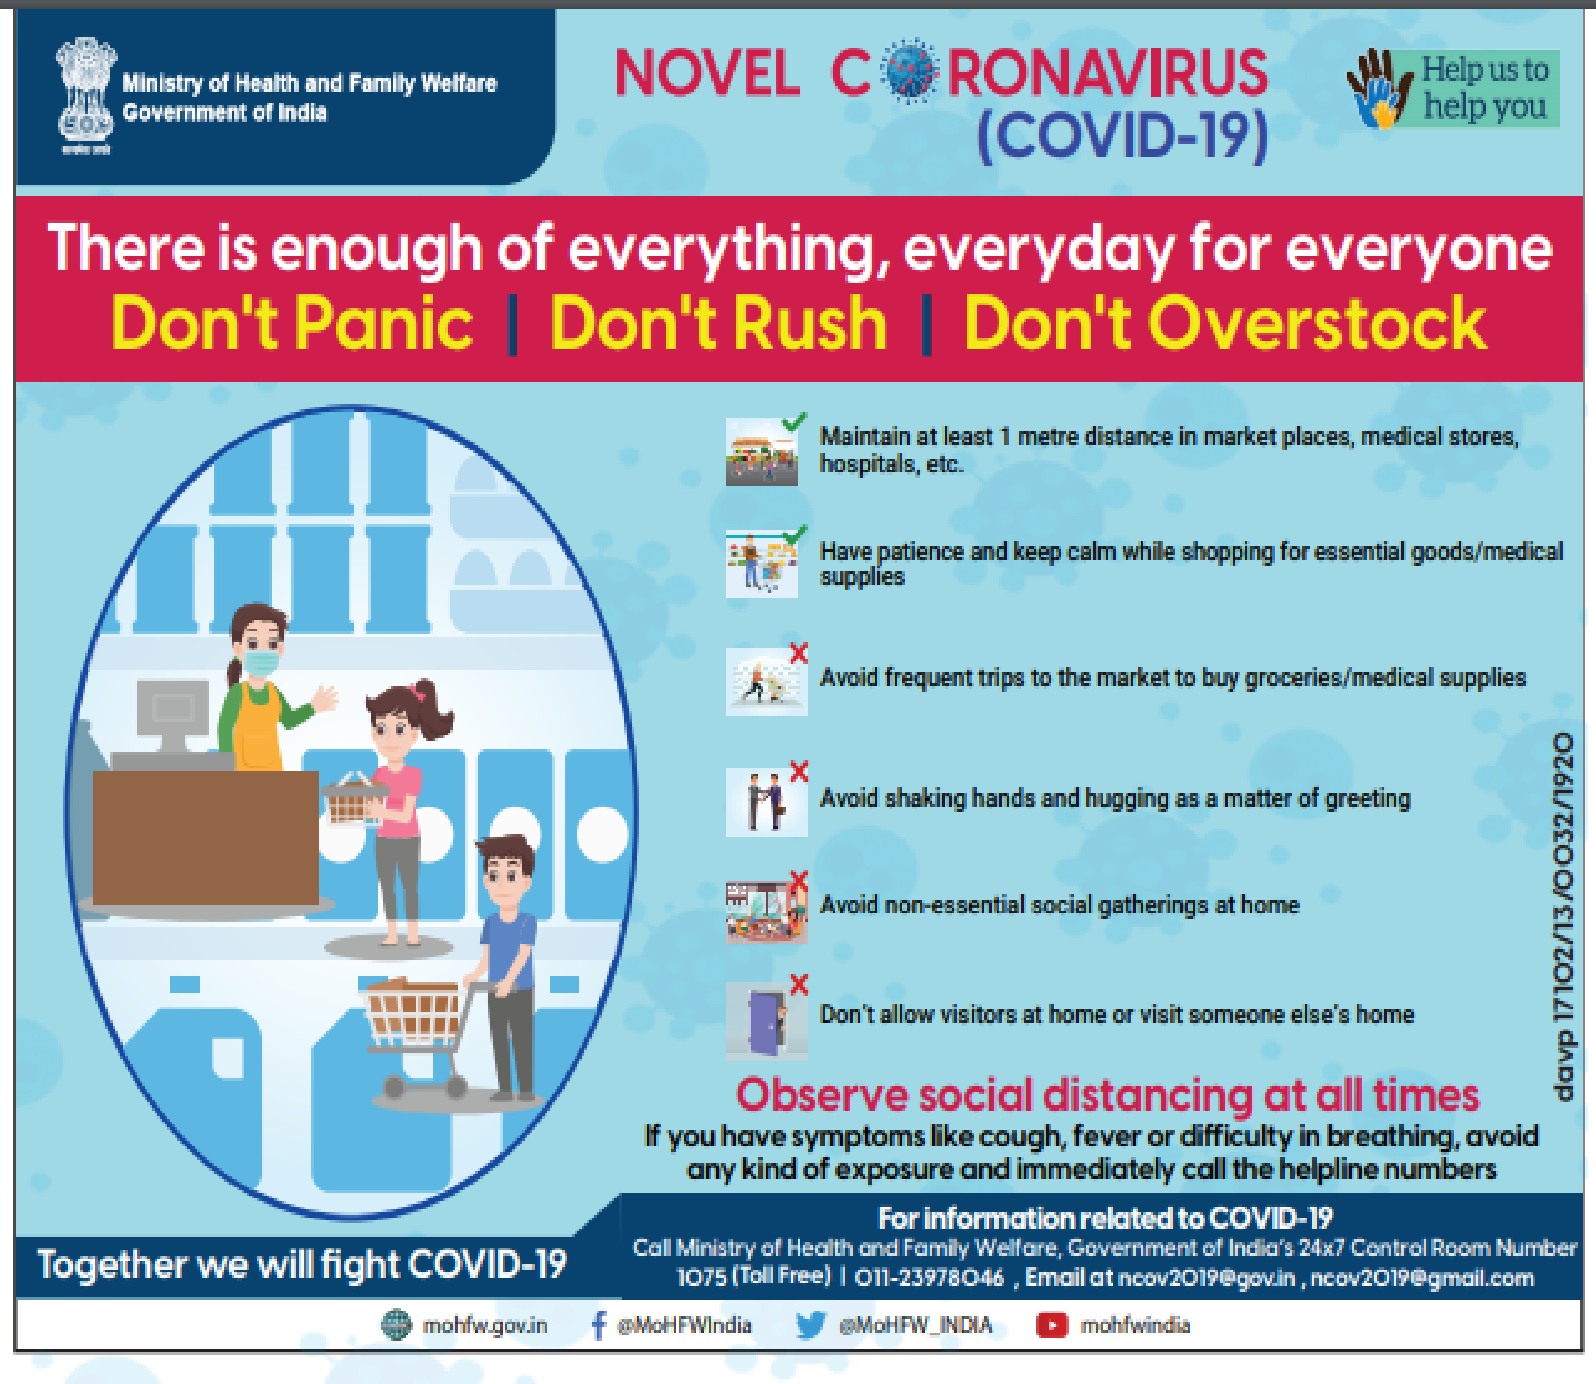 Ministry of Health and Family Welfare
Government of India
NOVEL CORONAVIRUS
(COVID-19)
Help us to
help you
There is enough of everything, everyday for everyone
Don't Panic | Don't Rush | Don't Overstock
Maintain at least 1 metre distance in market places, medical stores,
hospitals, etc.
Have patience and keep calm while shopping for essential goods/medical
supplies
Avoid frequent trips to the market to buy groceries/medical supplies
Avoid shaking hands and hugging as a matter of greeting
Avoid non-essential social gatherings at home
Don't allow visitors at home or visit someone else's home
davp 17102/13/0032/1920
Observe social distancing at all times
If you have symptoms like cough, fever or difficulty in breathing, avoid
any kind of exposure and immediately call the helpline numbers
Together we will fight COVID-19
For information related to COVID-19
Call Ministry of Health and Family Welfare, Government of India's 24x7 Control Room Number
1075 (Toll Free) | 011-23978046 , Email at ncov2019@gov.in , ncov2019@gmail.com
mohfw.gov.in @MoHFWIndia @MoHFW_INDIA mohfwindia